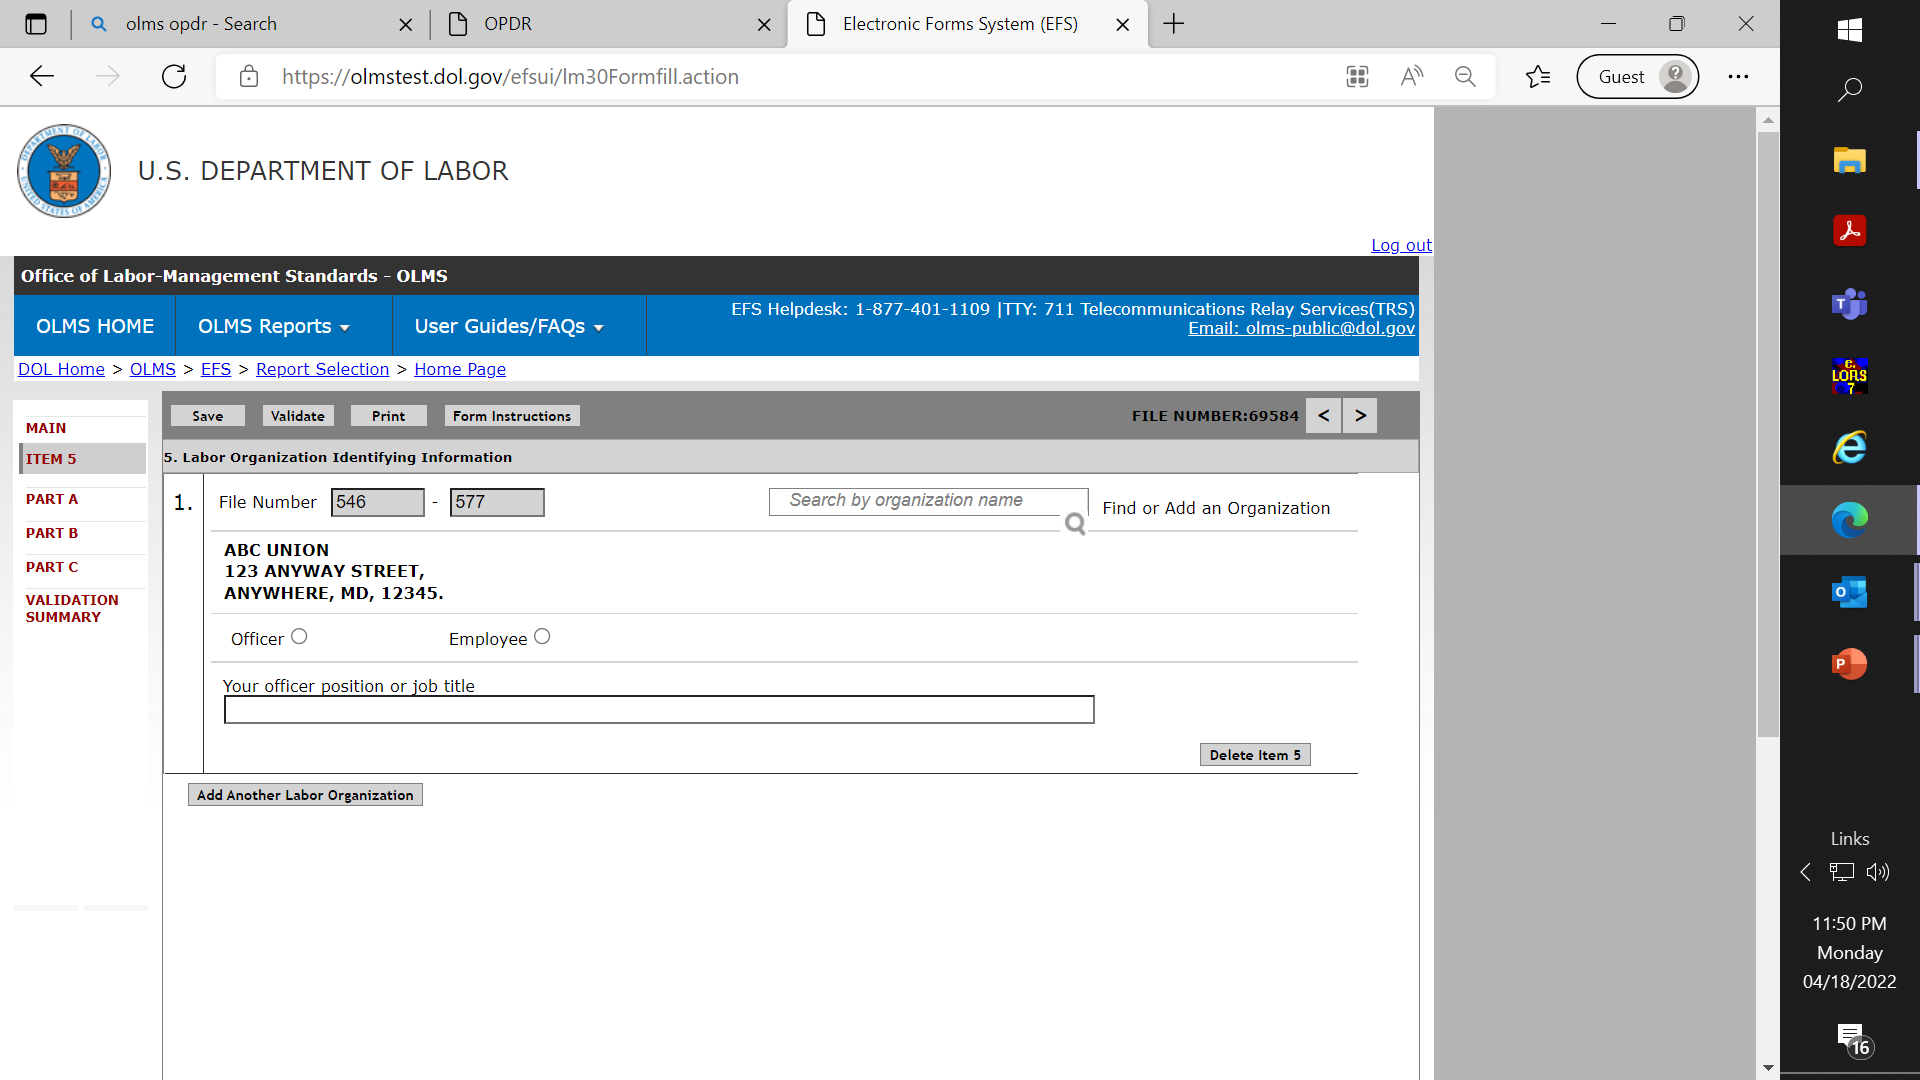 olms opdr - Search
OPDR
Electronic Forms System (EFS)
https://olmstest.dol.gov/efsui/lm30Formfill.action
Guest
U.S. DEPARTMENT OF LABOR
Log out
Office of Labor-Management Standards - OLMS
OLMS HOME
OLMS Reports
User Guides/FAQs
EFS Helpdesk: 1-877-401-1109 |TTY: 711 Telecommunications Relay Services(TRS)
Email: olms-public@dol.gov
DOL Home > OLMS > EFS > Report Selection > Home Page
MAIN
ITEM 5
PART A
PART B
PART C
VALIDATION
SUMMARY
Save
Validate
Print
Form Instructions
FILE NUMBER:69584
<
>
5. Labor Organization Identifying Information
1.
File Number
546
-
577
Search by organization name
Find or Add an Organization
ABC UNION
123 ANYWAY STREET,
ANYWHERE, MD, 12345.
Officer
Employee
Your officer position or job title
Delete Item 5
Add Another Labor Organization
LORS
7
Links
11:50 PM
Monday
04/18/2022
16